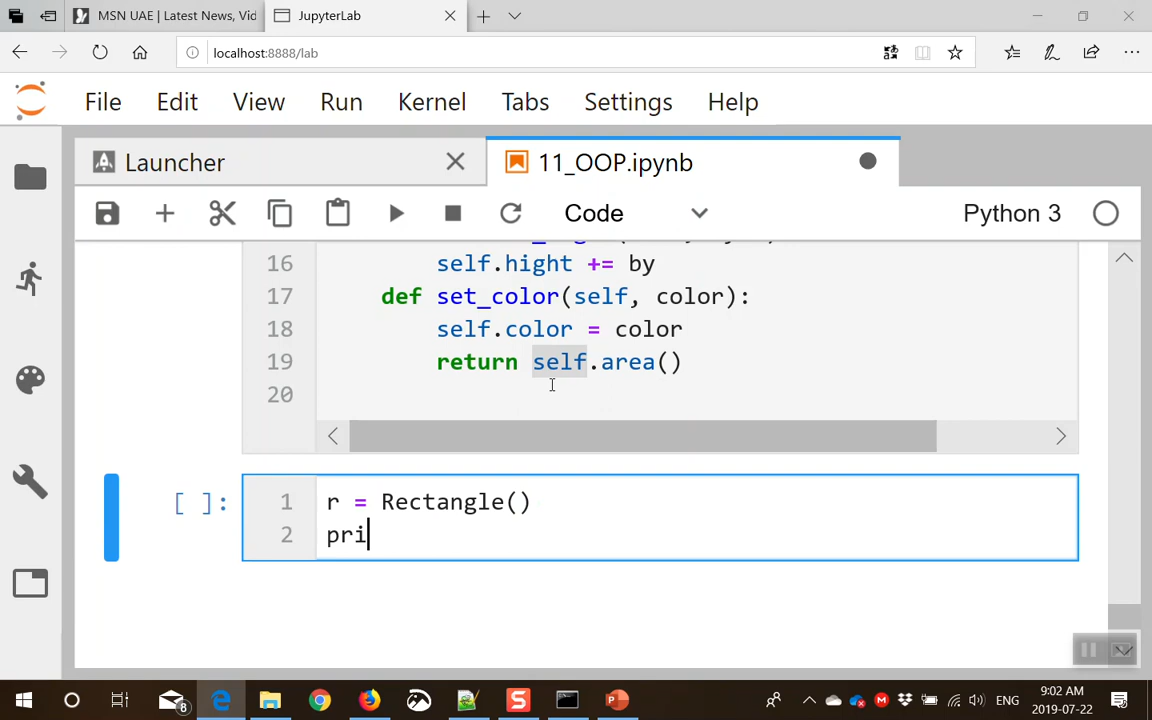 MSN UAE | Latest News, Vid
JupyterLab
localhost:8888/lab
File Edit View Run Kernel Tabs Settings Help
Launcher
11_OOP.ipynb
Code
Python 3
16 self.hight += by
17 def set_color(self, color):
18 self.color = color
19 return self.area()
20
[ ]:
1 r = Rectangle()
2 pri
8
ENG
9:02 AM
2019-07-22